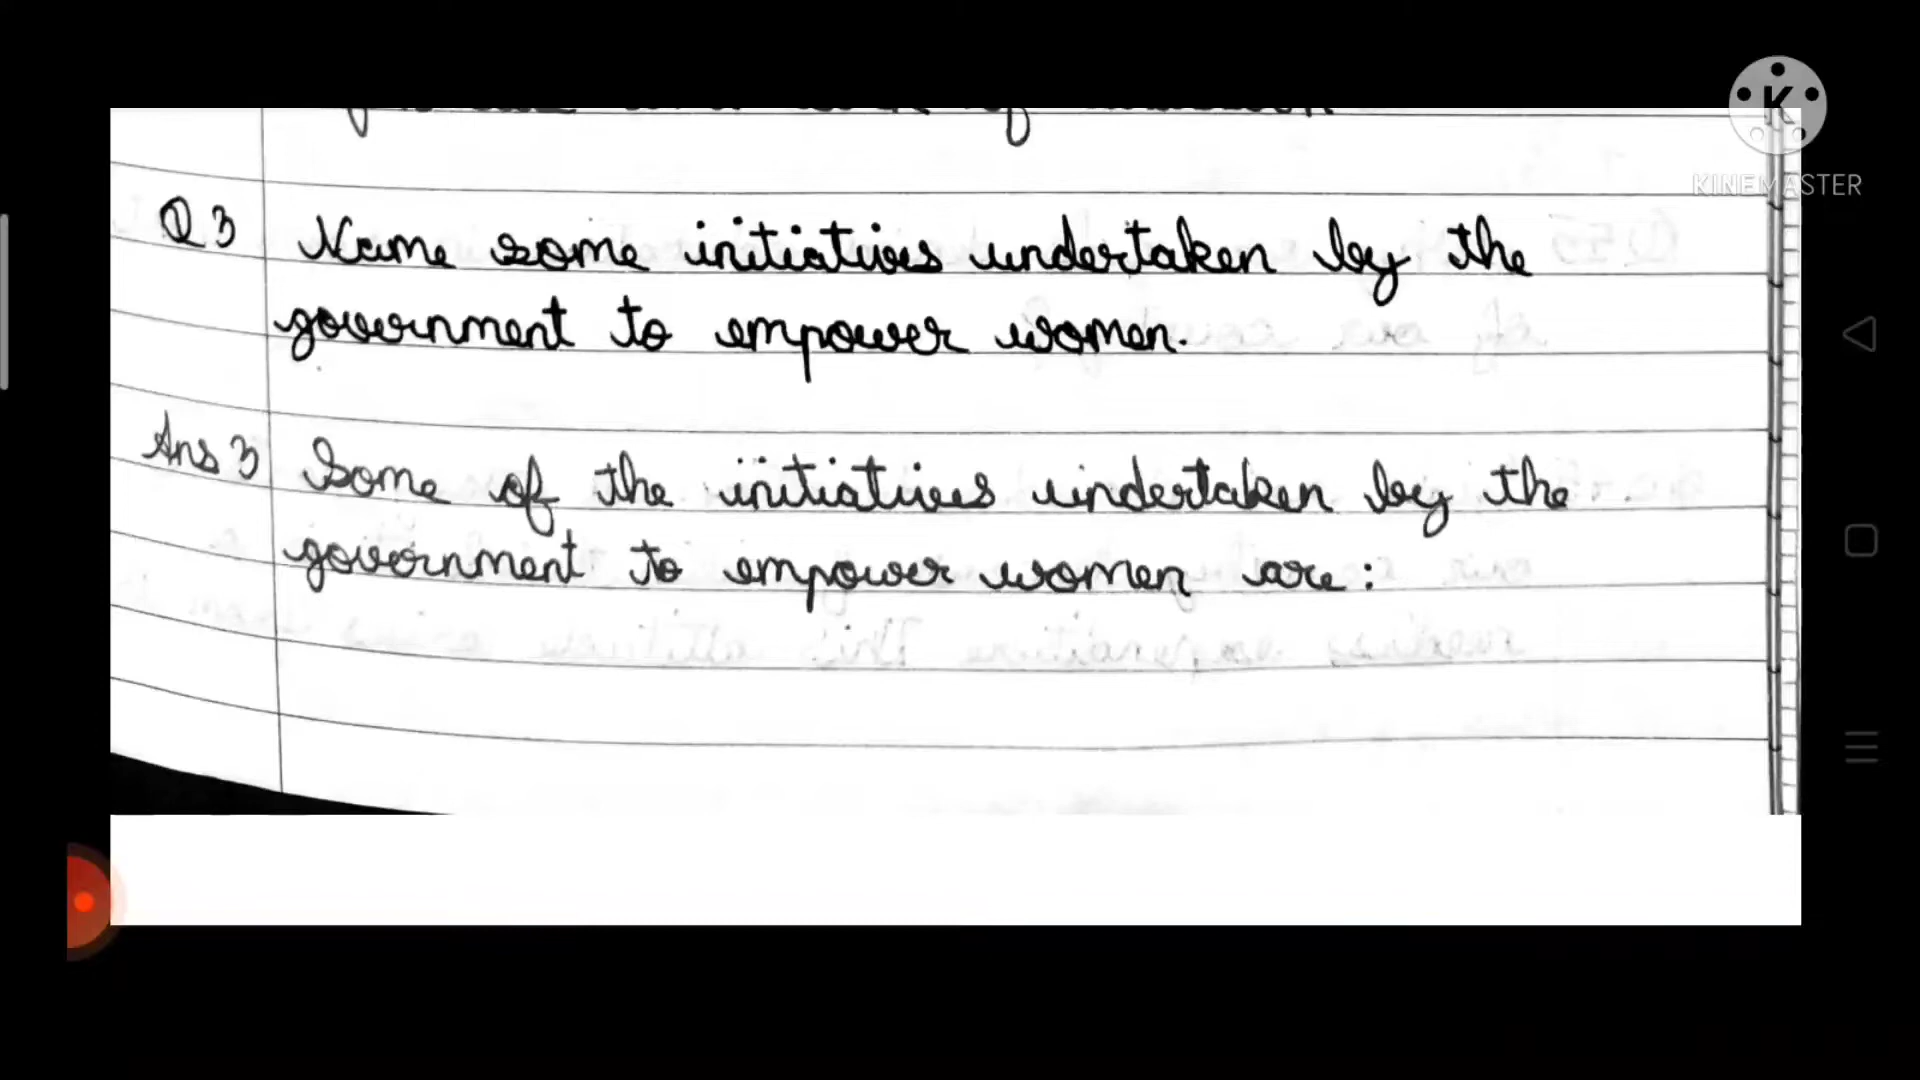 K
KINEMASTER
Q3 Name some initiatives undertaken by the
government to empower women.
Ans 3 Some of the initiatives undertaken by the
government to empower women are: